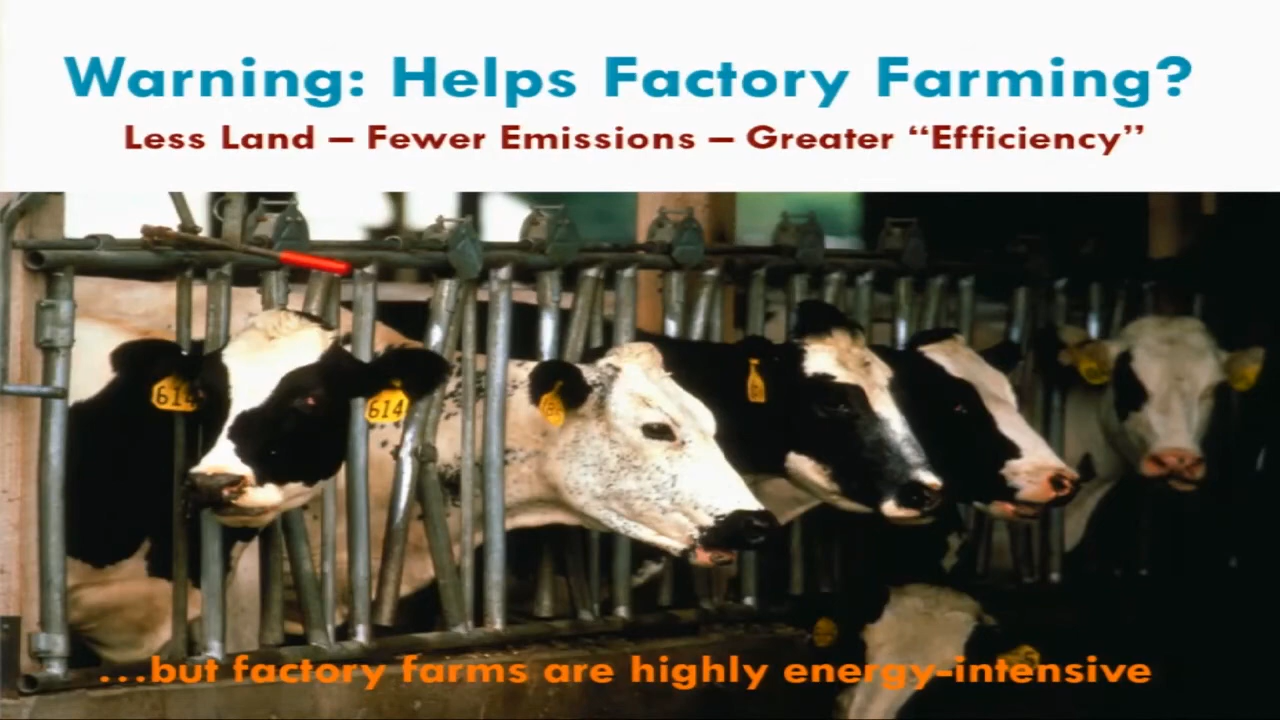 Warning: Helps Factory Farming?
Less Land – Fewer Emissions – Greater “Efficiency”
614
614
...but factory farms are highly energy-intensive